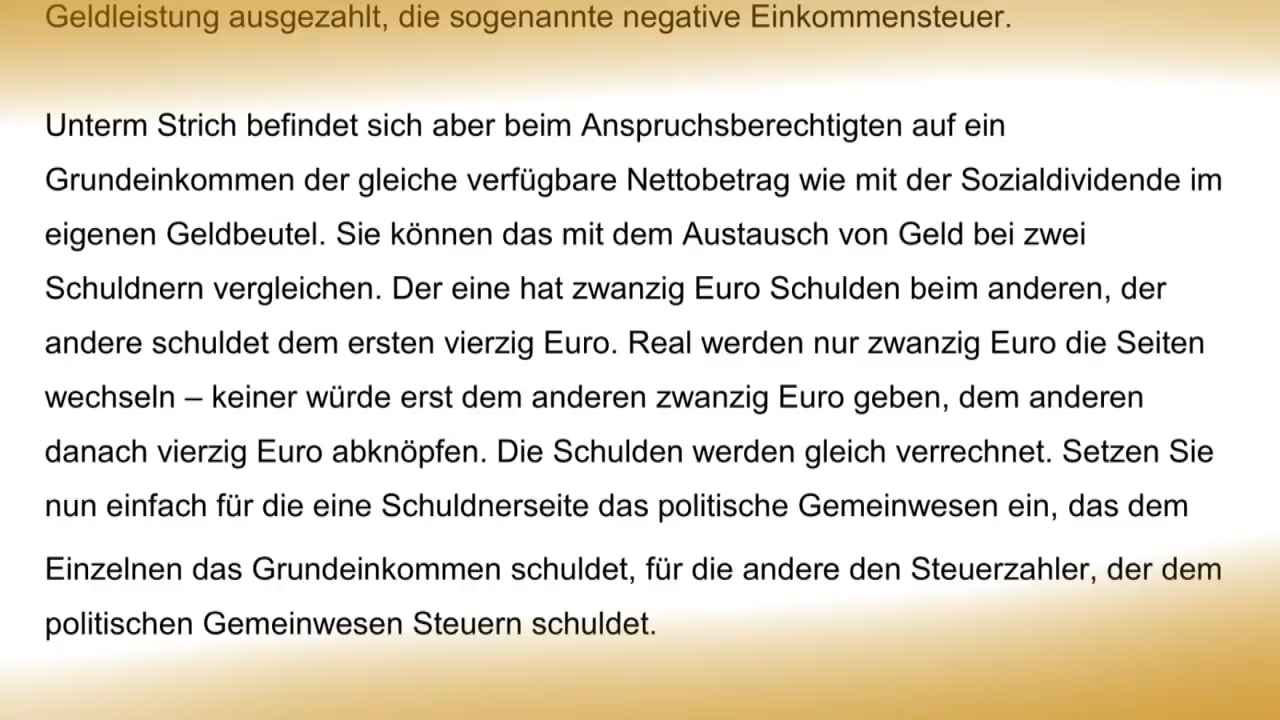 Geldleistung ausgezahlt, die sogenannte negative Einkommensteuer.
Unterm Strich befindet sich aber beim Anspruchsberechtigten auf ein
Grundeinkommen der gleiche verfügbare Nettobetrag wie mit der Sozialdividende im
eigenen Geldbeutel. Sie können das mit dem Austausch von Geld bei zwei
Schuldnern vergleichen. Der eine hat zwanzig Euro Schulden beim anderen, der
andere schuldet dem ersten vierzig Euro. Real werden nur zwanzig Euro die Seiten
wechseln – keiner würde erst dem anderen zwanzig Euro geben, dem anderen
danach vierzig Euro abknöpfen. Die Schulden werden gleich verrechnet. Setzen Sie
nun einfach für die eine Schuldnerseite das politische Gemeinwesen ein, das dem
Einzelnen das Grundeinkommen schuldet, für die andere den Steuerzahler, der dem
politischen Gemeinwesen Steuern schuldet.